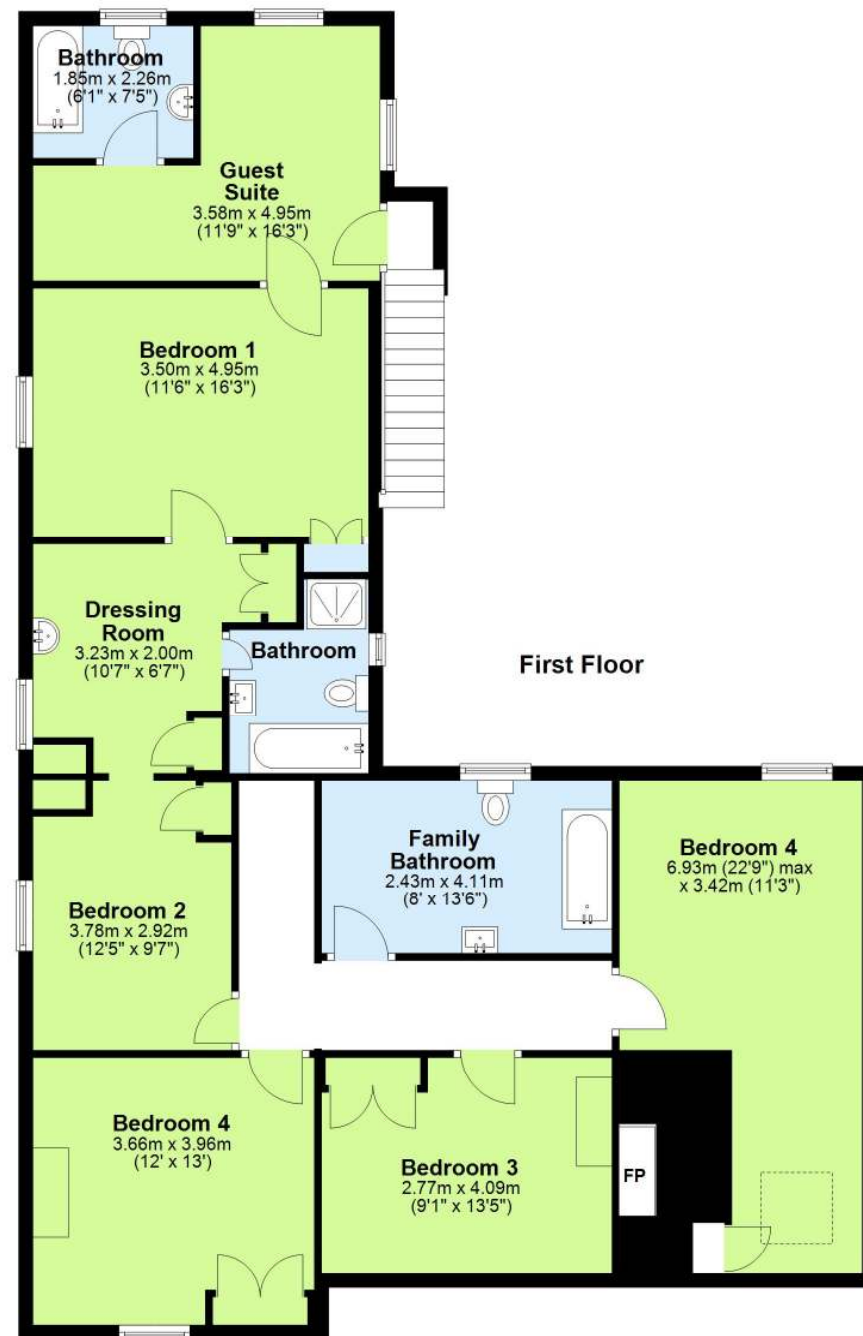 Bathroom
1.85m x 2.26m
(6'1" x 7'5")
Guest
Suite
3.58m x 4.95m
(11'9" x 16'3")
Bedroom 1
3.50m x 4.95m
(11'6" x 16'3")
Dressing
Room
3.23m x 2.00m
(10'7" x 6'7")
Bathroom
First Floor
Family
Bathroom
2.43m x 4.11m
(8' x 13'6")
Bedroom 4
6.93m (22'9") max
x 3.42m (11'3")
Bedroom 2
3.78m x 2.92m
(12'5" x 9'7")
Bedroom 4
3.66m x 3.96m
(12' x 13')
Bedroom 3
2.77m x 4.09m
(9'1" x 13'5")
FP